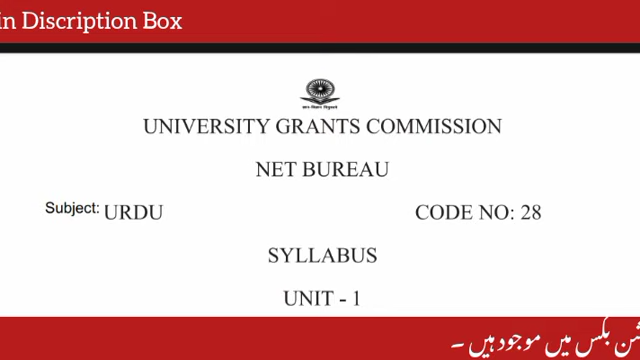 in Discription Box
UNIVERSITY GRANTS COMMISSION
NET BUREAU
Subject: URDU CODE NO: 28
SYLLABUS
UNIT - 1
بکس میں موجود ہیں ۔